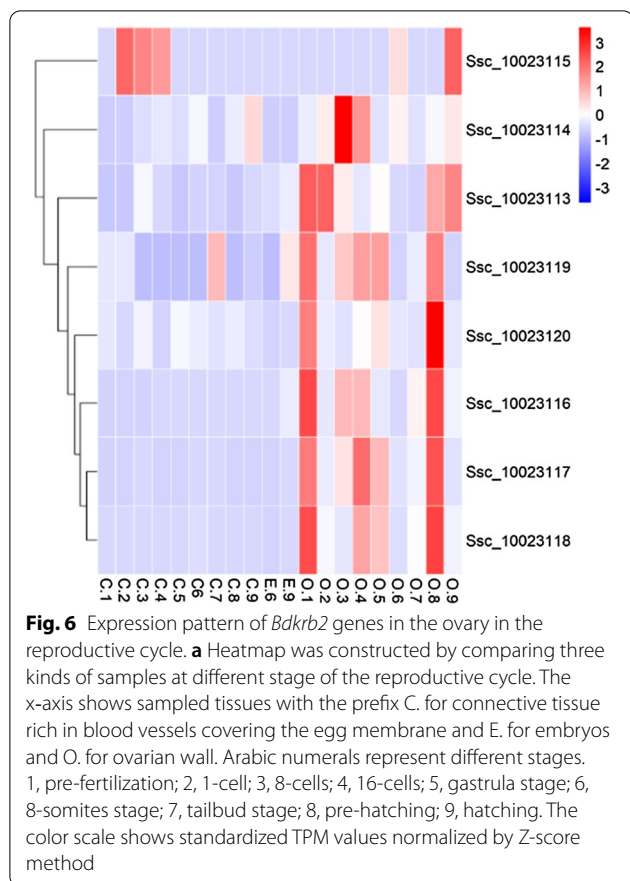 3
2
1
0
-1
-2
-3
Ssc_10023115
Ssc_10023114
Ssc_10023113
Ssc_10023119
Ssc_10023120
Ssc_10023116
Ssc_10023117
Ssc_10023118
C.1 C.2 C.3 C.4 C.5 C6 C.7 C.8 C.9 E.6 E.9 O.1 O.2 O.3 O.4 O.5 O.6 O.7 O.8 O.9
Fig. 6 Expression pattern of Bdkrb2 genes in the ovary in the
reproductive cycle. a Heatmap was constructed by comparing three
kinds of samples at different stage of the reproductive cycle. The
x-axis shows sampled tissues with the prefix C. for connective tissue
rich in blood vessels covering the egg membrane and E. for embryos
and O. for ovarian wall. Arabic numerals represent different stages.
1, pre-fertilization; 2, 1-cell; 3, 8-cells; 4, 16-cells; 5, gastrula stage; 6,
8-somites stage; 7, tailbud stage; 8, pre-hatching; 9, hatching. The
color scale shows standardized TPM values normalized by Z-score
method